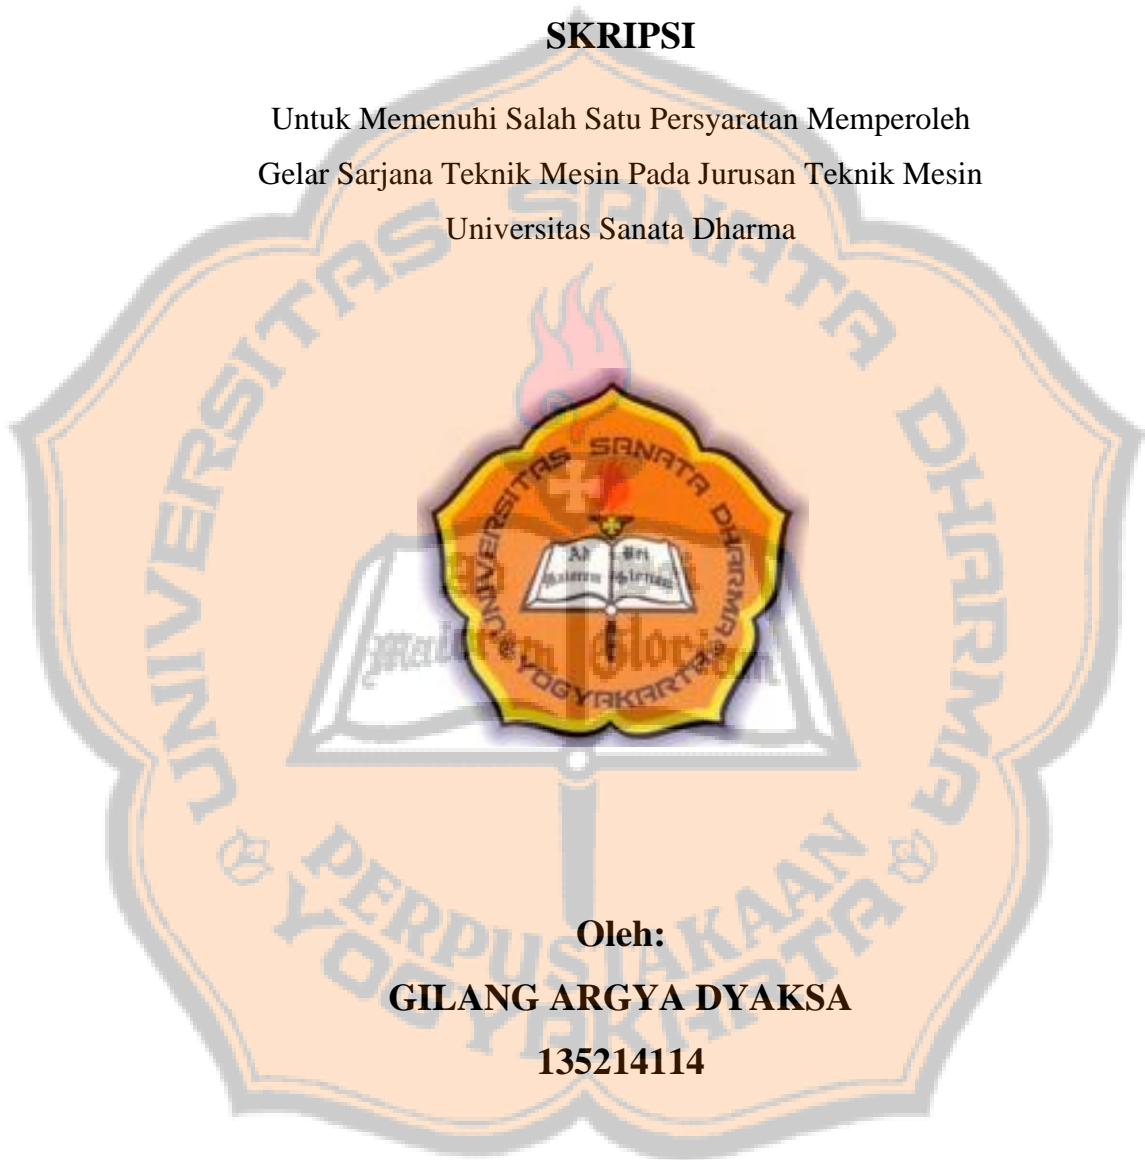 SKRIPSI
Untuk Memenuhi Salah Satu Persyaratan Memperoleh
Gelar Sarjana Teknik Mesin Pada Jurusan Teknik Mesin
Universitas Sanata Dharma
UNIVERSITAS SANATA DHARMA
YOGYAKARTA
Ad
Maiorem Gloriam
UNIVERSITAS SANATA DHARMA
PERPUSTAKAAN
YOGYAKARTA
Oleh:
GILANG ARGYA DYAKSA
135214114